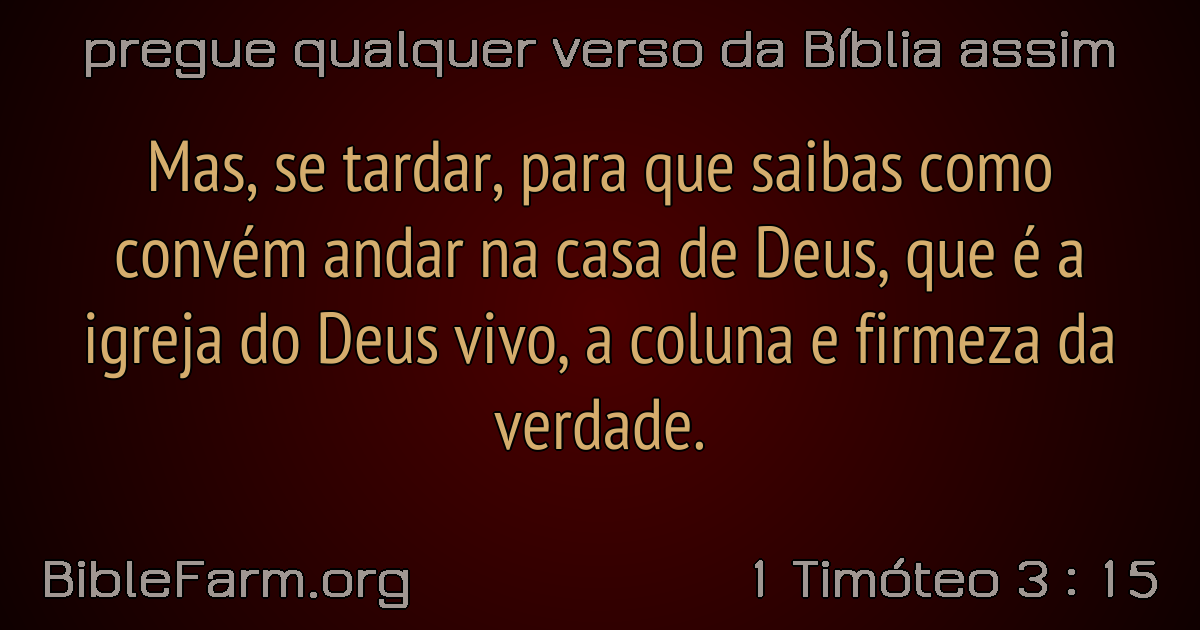 pregue qualquer verso da Bíblia assim
Mas, se tardar, para que saibas como
convém andar na casa de Deus, que é a
igreja do Deus vivo, a coluna e firmeza da
verdade.
BibleFarm.org
1 Timóteo 3 : 15